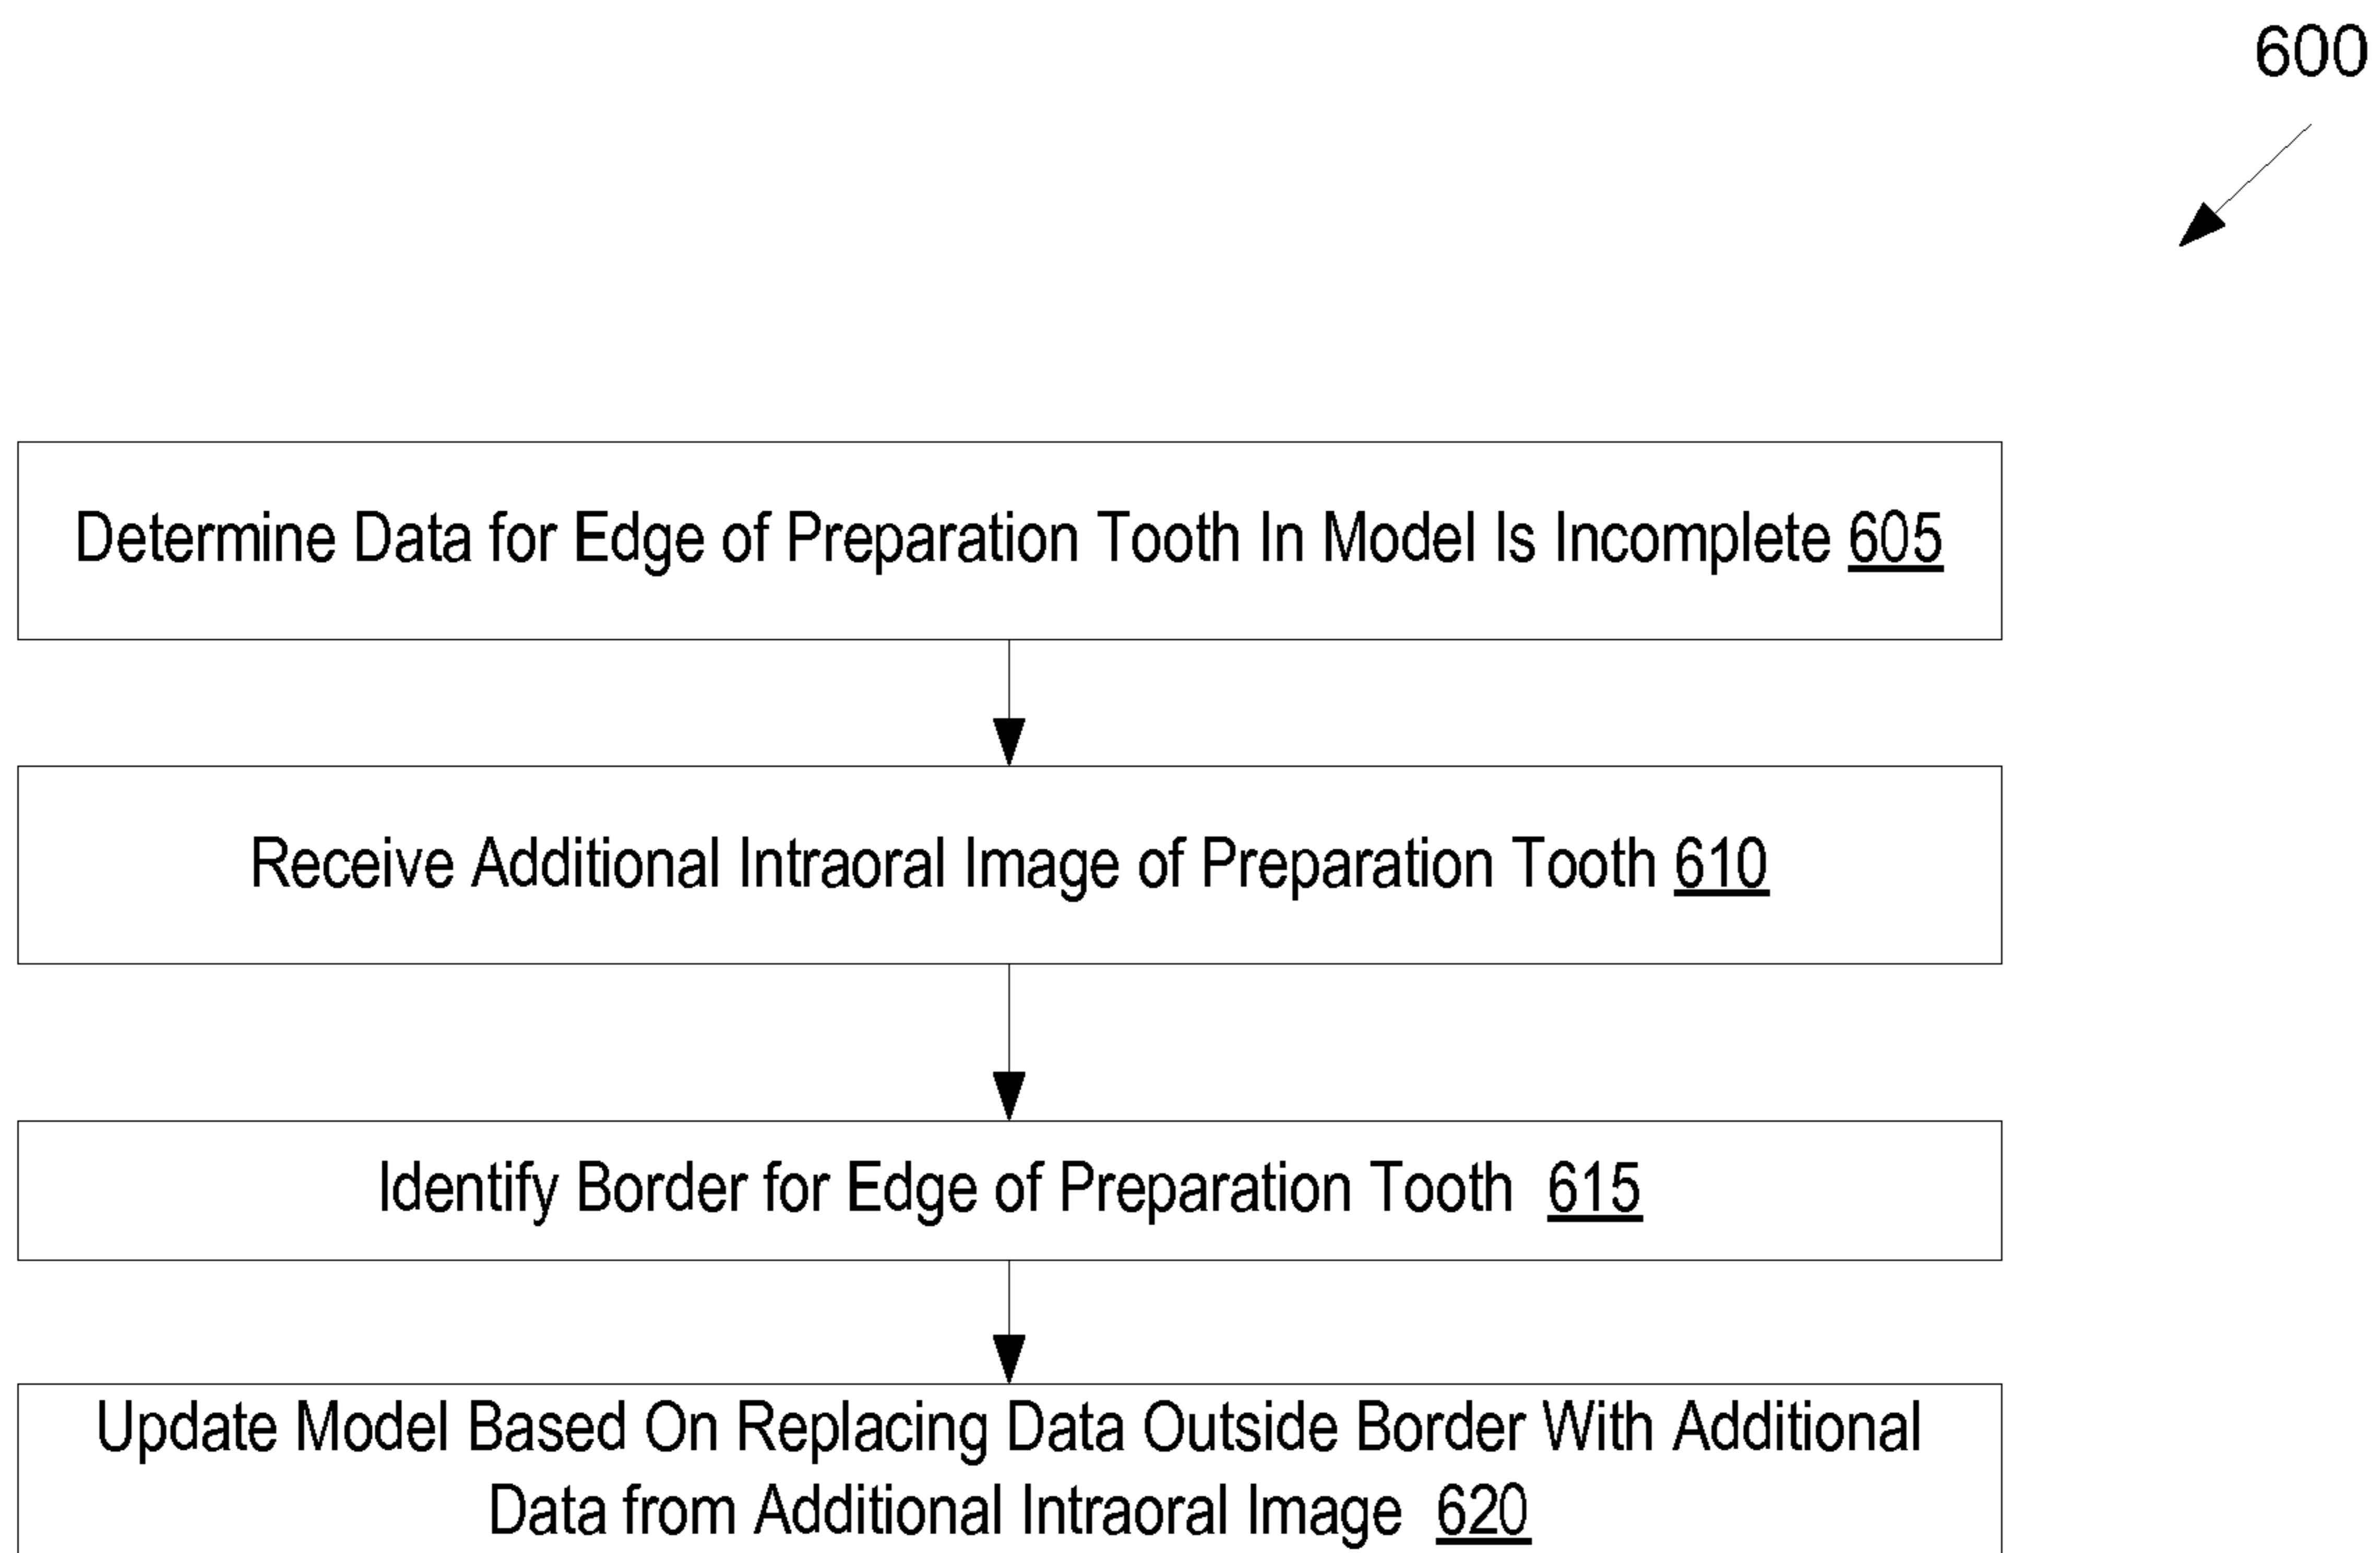 600
Determine Data for Edge of Preparation Tooth In Model Is Incomplete 605
Receive Additional Intraoral Image of Preparation Tooth 610
Identify Border for Edge of Preparation Tooth 615
Update Model Based On Replacing Data Outside Border With Additional
Data from Additional Intraoral Image 620